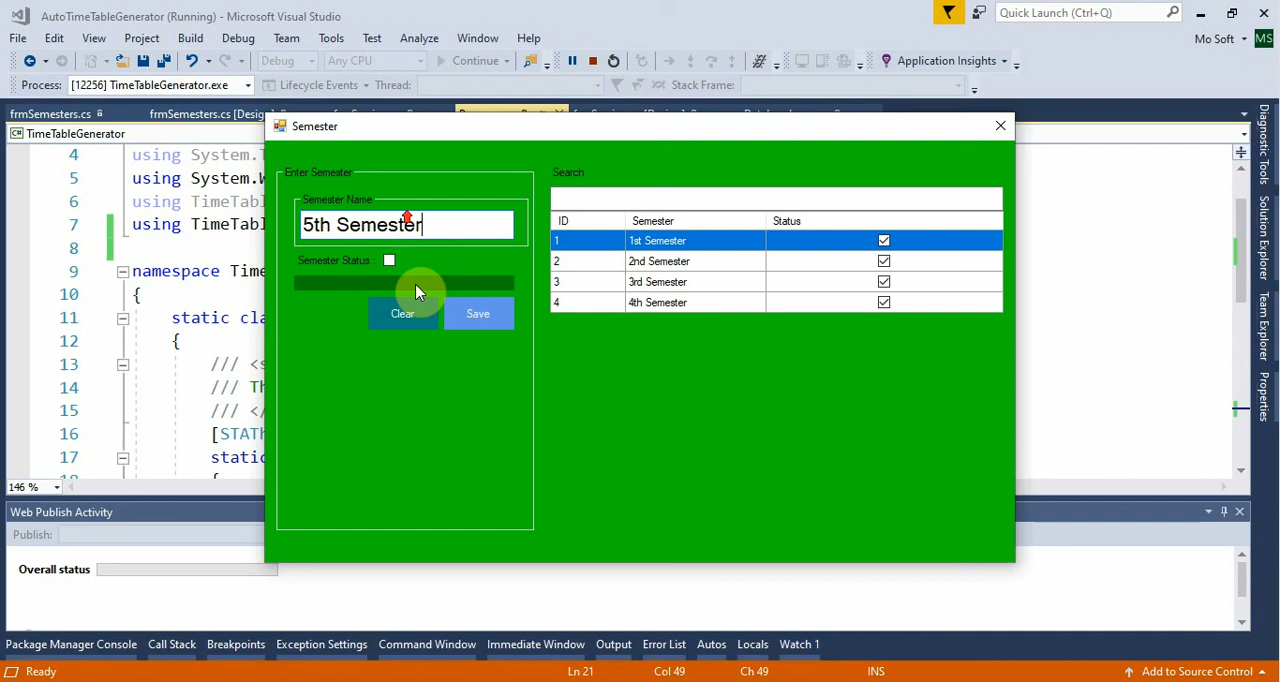 AutoTimeTableGenerator (Running) - Microsoft Visual Studio
Quick Launch (Ctrl+Q)
File Edit View Project Build Debug Team Tools Test Analyze Window Help
Mo Soft MS
Debug Any CPU Continue Application Insights
Process: [12256] TimeTableGenerator.exe Lifecycle Events Thread: Stack Frame:
frmSemesters.cs frmSemesters.cs [Desig
TimeTableGenerator
4 using System.T
5 using System.W
6 using TimeTabl
7 using TimeTabl
8
9 namespace Time
10 {
11 static cla
12 {
13 /// <s
14 /// Th
15 /// </
16 [STATh
17 static
146 %
Semester
Enter Semester
Semester Name
5th Semester
Semester Status :
Clear Save
Search
ID Semester Status
1 1st Semester
2 2nd Semester
3 3rd Semester
4 4th Semester
Diagnostic Tools
Solution Explorer
Team Explorer
Properties
Web Publish Activity
Publish:
Overall status
Package Manager Console Call Stack Breakpoints Exception Settings Command Window Immediate Window Output Error List Autos Locals Watch 1
Ready Ln 21 Col 49 Ch 49 INS Add to Source Control